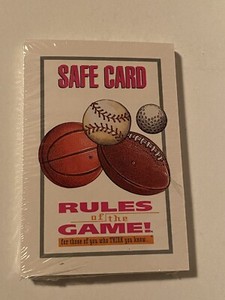 SAFE CARD
RULES
of the
GAME!
for those of you who THINK you know...